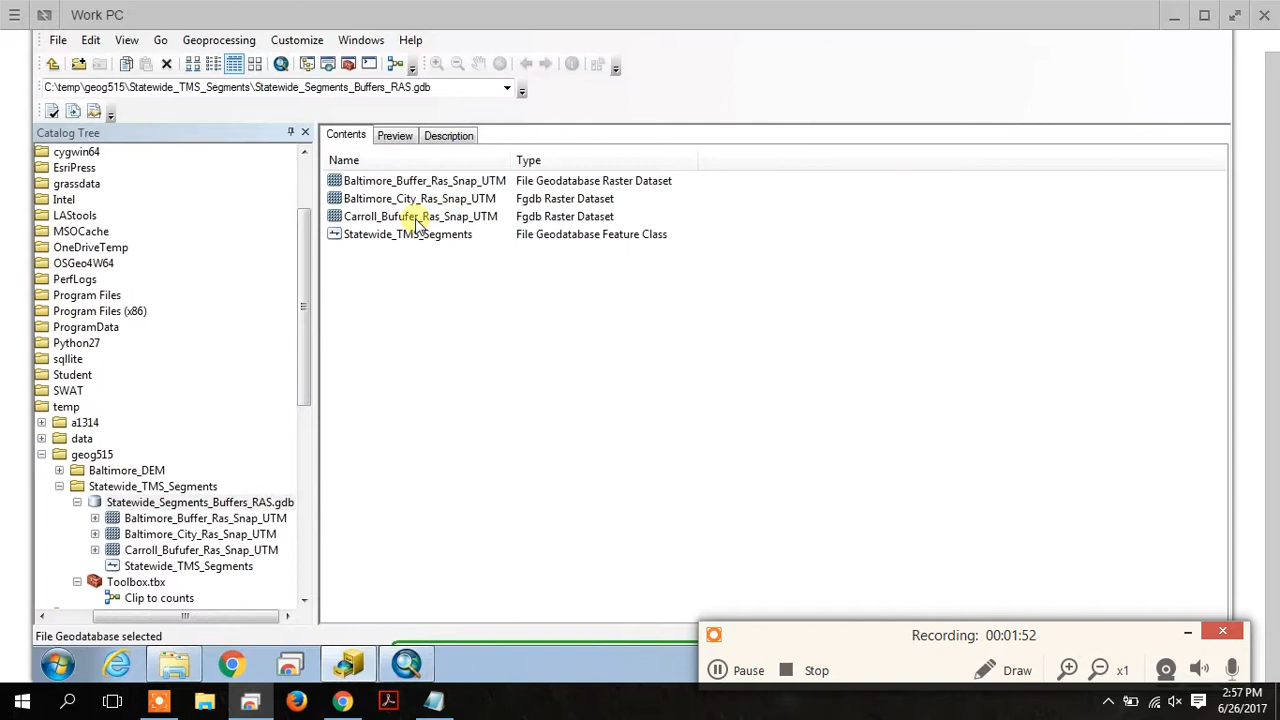 Work PC
File Edit View Go Geoprocessing Customize Windows Help
C:\temp\geog515\Statewide_TMS_Segments\Statewide_Segments_Buffers_RAS.gdb
Catalog Tree
cygwin64
EsriPress
grassdata
Intel
LAStools
MSOCache
OneDriveTemp
OSGeo4W64
PerfLogs
Program Files
Program Files (x86)
ProgramData
Python27
sqllite
Student
SWAT
temp
a1314
data
geog515
Baltimore_DEM
Statewide_TMS_Segments
Statewide_Segments_Buffers_RAS.gdb
Baltimore_Buffer_Ras_Snap_UTM
Baltimore_City_Ras_Snap_UTM
Carroll_Bufufer_Ras_Snap_UTM
Statewide_TMS_Segments
Toolbox.tbx
Clip to counts
Contents Preview Description
Name Type
Baltimore_Buffer_Ras_Snap_UTM File Geodatabase Raster Dataset
Baltimore_City_Ras_Snap_UTM Fgdb Raster Dataset
Carroll_Bufufer_Ras_Snap_UTM Fgdb Raster Dataset
Statewide_TMS_Segments File Geodatabase Feature Class
File Geodatabase selected
Recording: 00:01:52
Pause Stop Draw x1
2:57 PM
6/26/2017